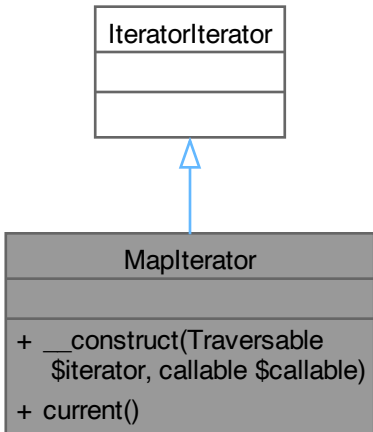 IteratorIterator
MapIterator
+ __construct(Traversable
$iterator, callable $callable)
+ current()